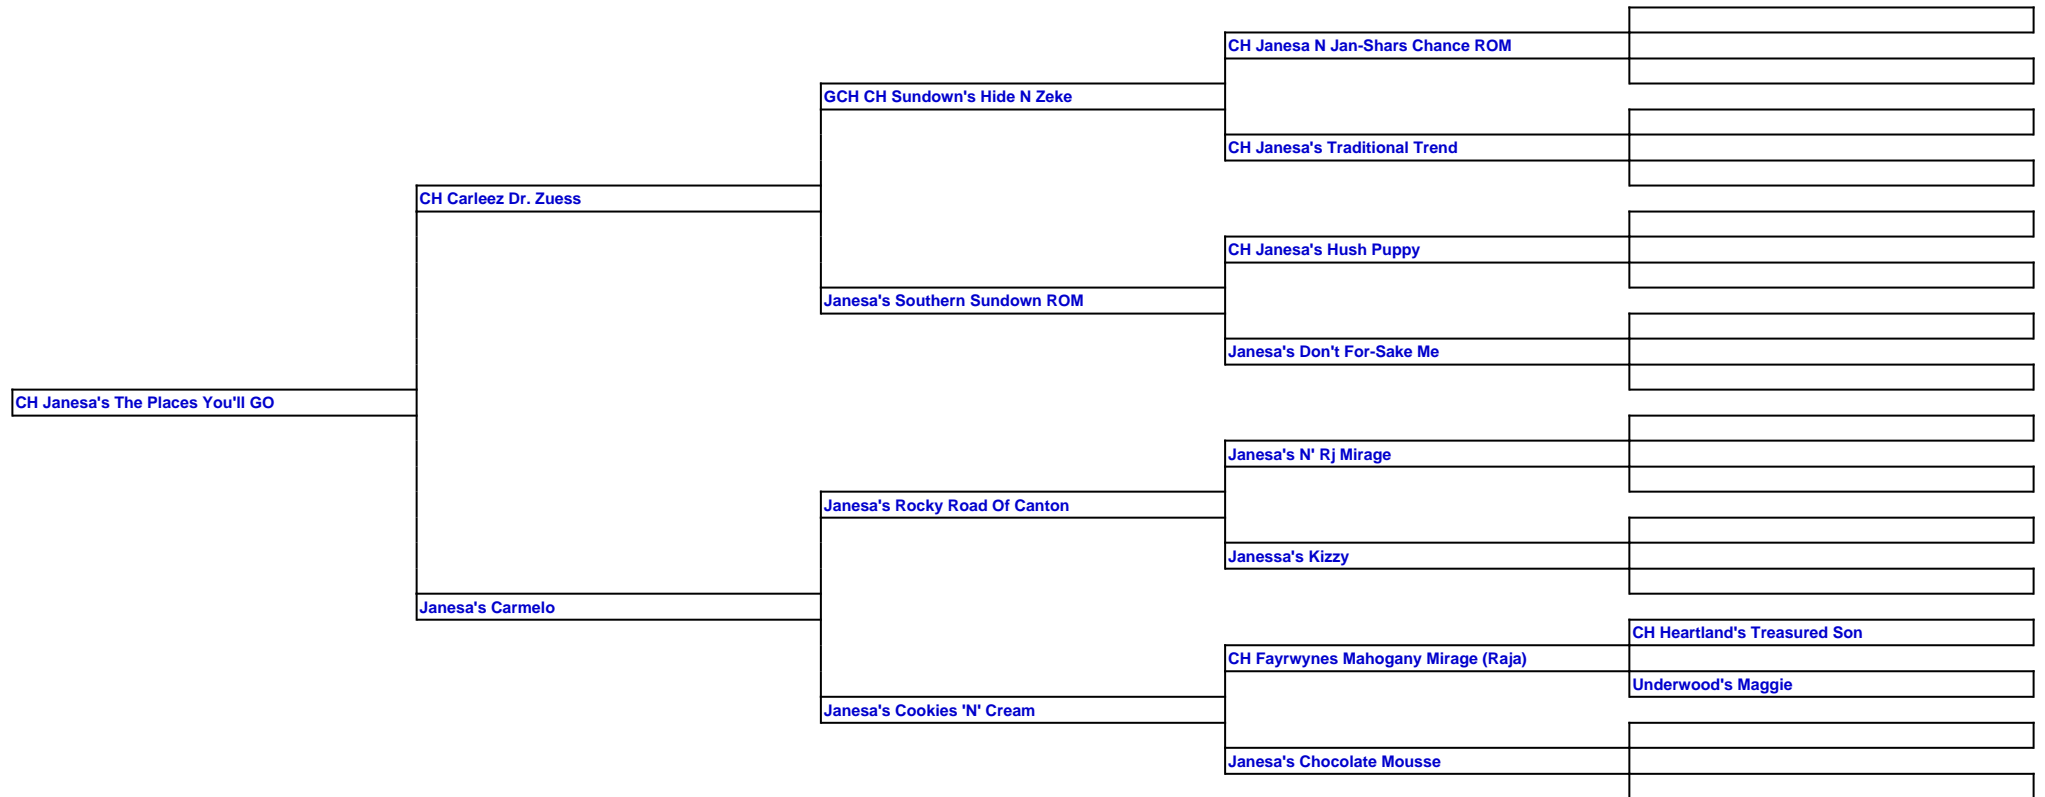 CH Janesa N Jan-Shars Chance ROM
GCH CH Sundown's Hide N Zeke
CH Janesa's Traditional Trend
CH Carleez Dr. Zuess
CH Janesa's Hush Puppy
Janesa's Southern Sundown ROM
Janesa's Don't For-Sake Me
CH Janesa's The Places You'll GO
Janesa's N' Rj Mirage
Janesa's Rocky Road Of Canton
Janessa's Kizzy
Janesa's Carmelo
CH Heartland's Treasured Son
CH Fayrwynes Mahogany Mirage (Raja)
Underwood's Maggie
Janesa's Cookies 'N' Cream
Janesa's Chocolate Mousse